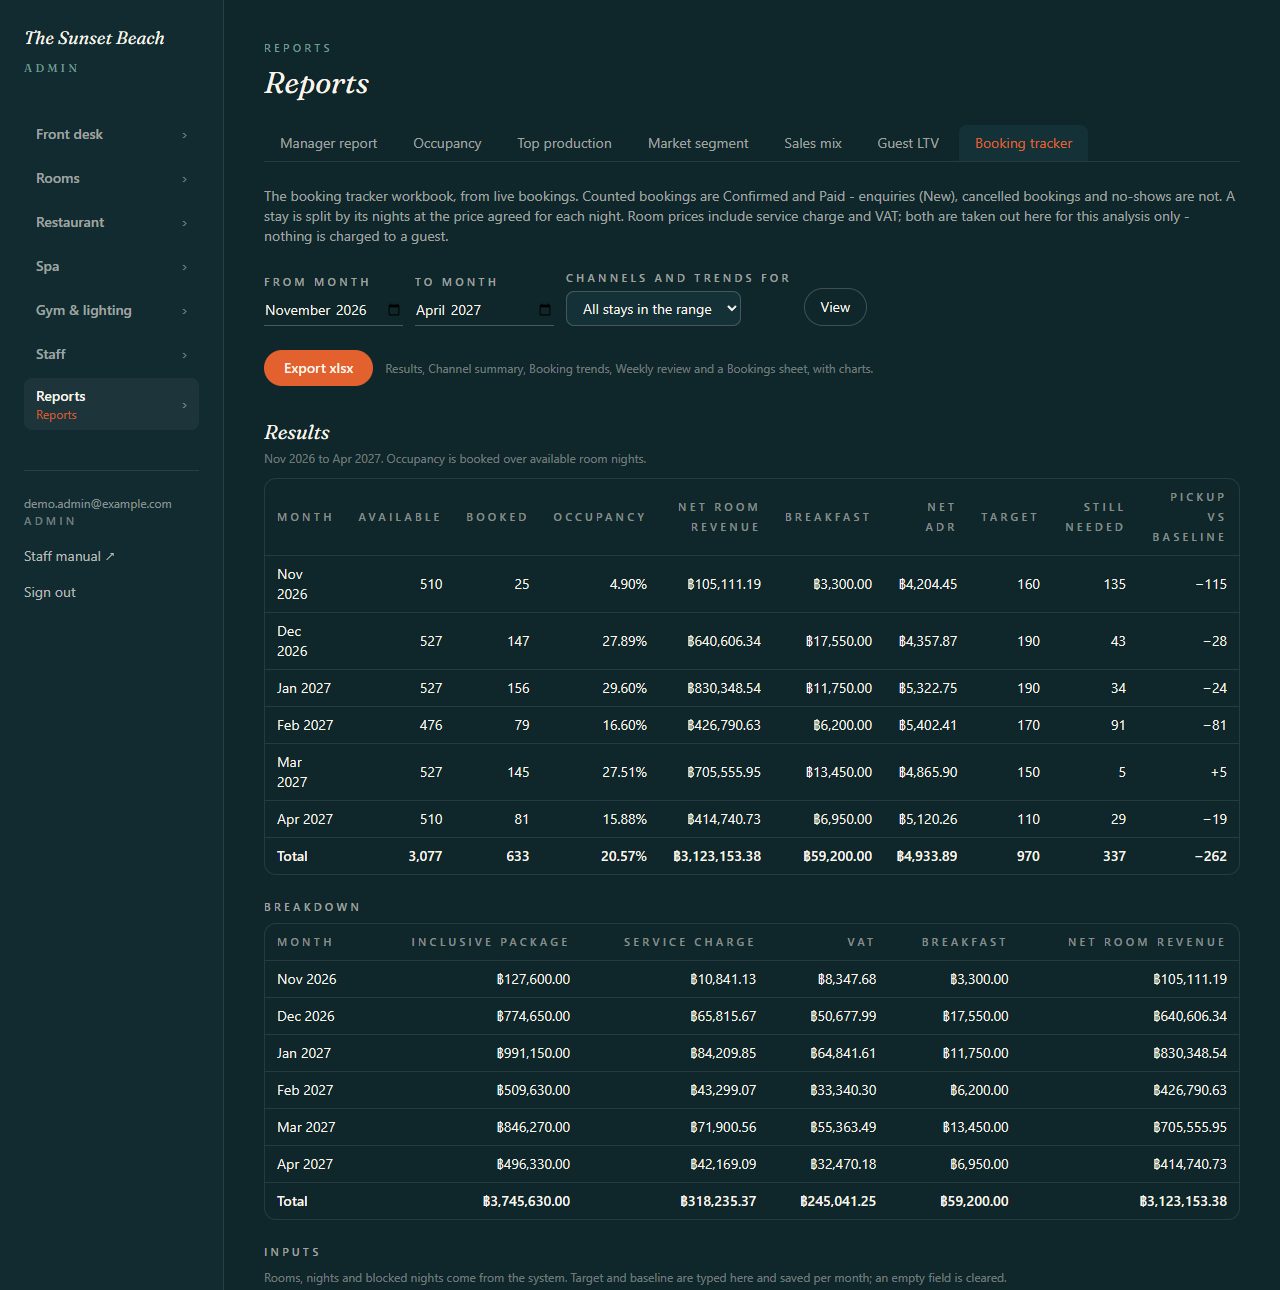 The Sunset Beach
ADMIN
Front desk ›
Rooms ›
Restaurant ›
Spa ›
Gym & lighting ›
Staff ›
Reports ›
Reports
demo.admin@example.com
ADMIN
Staff manual ↗
Sign out
REPORTS
Reports
Manager report Occupancy Top production Market segment Sales mix Guest LTV Booking tracker
The booking tracker workbook, from live bookings. Counted bookings are Confirmed and Paid - enquiries (New), cancelled bookings and no-shows are not. A
stay is split by its nights at the price agreed for each night. Room prices include service charge and VAT; both are taken out here for this analysis only -
nothing is charged to a guest.
FROM MONTH TO MONTH CHANNELS AND TRENDS FOR
November 2026 April 2027 All stays in the range View
Export xlsx Results, Channel summary, Booking trends, Weekly review and a Bookings sheet, with charts.
Results
Nov 2026 to Apr 2027. Occupancy is booked over available room nights.
MONTH AVAILABLE BOOKED OCCUPANCY NET ROOM REVENUE BREAKFAST NET ADR TARGET STILL NEEDED PICKUP VS BASELINE
Nov 2026 510 25 4.90% ฿105,111.19 ฿3,300.00 ฿4,204.45 160 135 −115
Dec 2026 527 147 27.89% ฿640,606.34 ฿17,550.00 ฿4,357.87 190 43 −28
Jan 2027 527 156 29.60% ฿830,348.54 ฿11,750.00 ฿5,322.75 190 34 −24
Feb 2027 476 79 16.60% ฿426,790.63 ฿6,200.00 ฿5,402.41 170 91 −81
Mar 2027 527 145 27.51% ฿705,555.95 ฿13,450.00 ฿4,865.90 150 5 +5
Apr 2027 510 81 15.88% ฿414,740.73 ฿6,950.00 ฿5,120.26 110 29 −19
Total 3,077 633 20.57% ฿3,123,153.38 ฿59,200.00 ฿4,933.89 970 337 −262
BREAKDOWN
MONTH INCLUSIVE PACKAGE SERVICE CHARGE VAT BREAKFAST NET ROOM REVENUE
Nov 2026 ฿127,600.00 ฿10,841.13 ฿8,347.68 ฿3,300.00 ฿105,111.19
Dec 2026 ฿774,650.00 ฿65,815.67 ฿50,677.99 ฿17,550.00 ฿640,606.34
Jan 2027 ฿991,150.00 ฿84,209.85 ฿64,841.61 ฿11,750.00 ฿830,348.54
Feb 2027 ฿509,630.00 ฿43,299.07 ฿33,340.30 ฿6,200.00 ฿426,790.63
Mar 2027 ฿846,270.00 ฿71,900.56 ฿55,363.49 ฿13,450.00 ฿705,555.95
Apr 2027 ฿496,330.00 ฿42,169.09 ฿32,470.18 ฿6,950.00 ฿414,740.73
Total ฿3,745,630.00 ฿318,235.37 ฿245,041.25 ฿59,200.00 ฿3,123,153.38
INPUTS
Rooms, nights and blocked nights come from the system. Target and baseline are typed here and saved per month; an empty field is cleared.